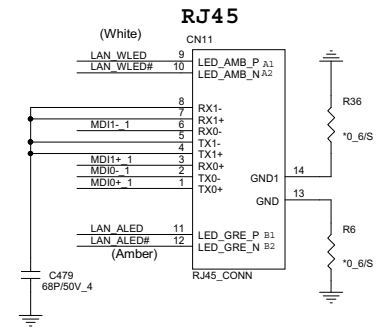 RJ45
(White)
CN11
LAN_WLED 9 LED_AMB_P A1
LAN_WLED# 10 LED_AMB_N A2
8 RX1-
7 RX1+
MDI1-_1 6 RX0-
5 TX1-
4 TX1+
MDI1+_1 3 RX0+
MDI0-_1 2 TX0-
MDI0+_1 1 TX0+
GND1 14
GND 13
LAN_ALED 11 LED_GRE_P B1
LAN_ALED# 12 LED_GRE_N B2
(Amber)
RJ45_CONN
R36
*0_6/S
R6
*0_6/S
C479
68P/50V_4